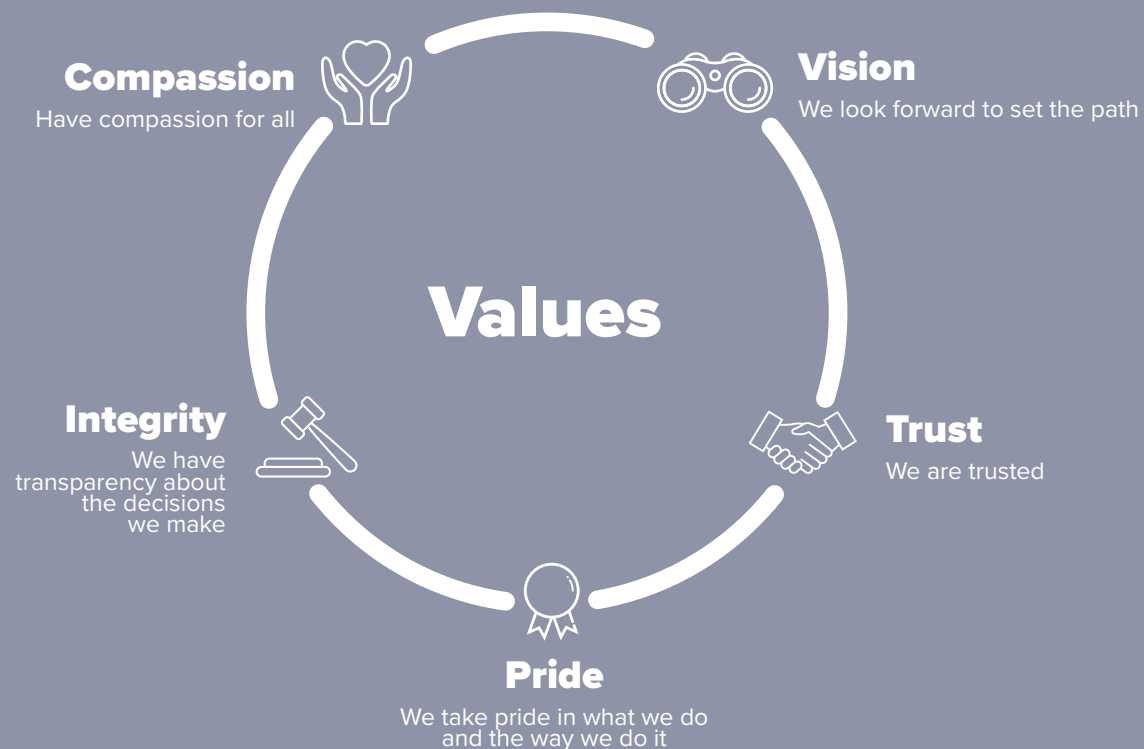 Compassion
Have compassion for all
Vision
We look forward to set the path
Values
Integrity
We have
transparency about
the decisions
we make
Trust
We are trusted
Pride
We take pride in what we do
and the way we do it